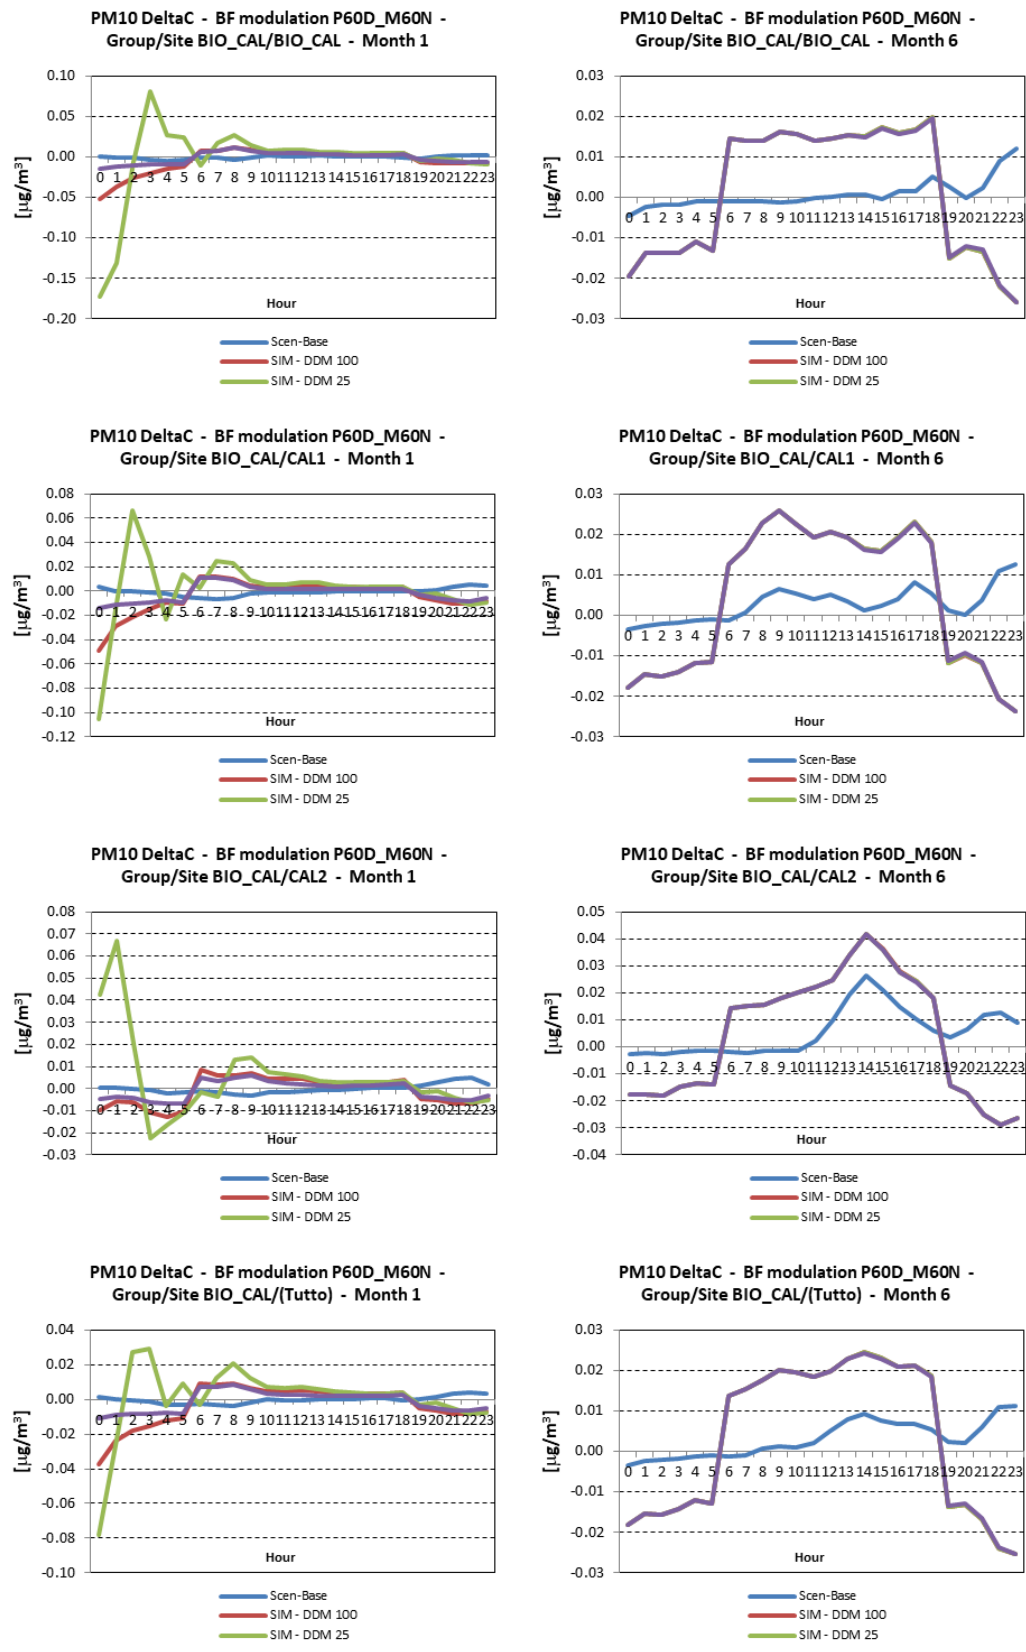 PM10 DeltaC - BF modulation P60D_M60N -
Group/Site BIO_CAL/BIO_CAL - Month 1
0.10
0.05
0.00
-0.05
-0.10
-0.15
-0.20
[µg/m³]
0 1 2 3 4 5 6 7 8 9 10 11 12 13 14 15 16 17 18 19 20 21 22 23
Hour
Scen-Base
SIM - DDM 100
SIM - DDM 25
PM10 DeltaC - BF modulation P60D_M60N -
Group/Site BIO_CAL/BIO_CAL - Month 6
0.03
0.02
0.01
0.00
-0.01
-0.02
-0.03
[µg/m³]
0 1 2 3 4 5 6 7 8 9 10 11 12 13 14 15 16 17 18 19 20 21 22 23
Hour
Scen-Base
SIM - DDM 100
SIM - DDM 25
PM10 DeltaC - BF modulation P60D_M60N -
Group/Site BIO_CAL/CAL1 - Month 1
0.08
0.06
0.04
0.02
0.00
-0.02
-0.04
-0.06
-0.08
-0.10
-0.12
[µg/m³]
0 1 2 3 4 5 6 7 8 9 10 11 12 13 14 15 16 17 18 19 20 21 22 23
Hour
Scen-Base
SIM - DDM 100
SIM - DDM 25
PM10 DeltaC - BF modulation P60D_M60N -
Group/Site BIO_CAL/CAL1 - Month 6
0.03
0.02
0.01
0.00
-0.01
-0.02
-0.03
[µg/m³]
0 1 2 3 4 5 6 7 8 9 10 11 12 13 14 15 16 17 18 19 20 21 22 23
Hour
Scen-Base
SIM - DDM 100
SIM - DDM 25
PM10 DeltaC - BF modulation P60D_M60N -
Group/Site BIO_CAL/CAL2 - Month 1
0.08
0.07
0.06
0.05
0.04
0.03
0.02
0.01
0.00
-0.01
-0.02
-0.03
[µg/m³]
0 1 2 3 4 5 6 7 8 9 10 11 12 13 14 15 16 17 18 19 20 21 22 23
Hour
Scen-Base
SIM - DDM 100
SIM - DDM 25
PM10 DeltaC - BF modulation P60D_M60N -
Group/Site BIO_CAL/CAL2 - Month 6
0.05
0.04
0.03
0.02
0.01
0.00
-0.01
-0.02
-0.03
-0.04
[µg/m³]
0 1 2 3 4 5 6 7 8 9 10 11 12 13 14 15 16 17 18 19 20 21 22 23
Hour
Scen-Base
SIM - DDM 100
SIM - DDM 25
PM10 DeltaC - BF modulation P60D_M60N -
Group/Site BIO_CAL/(Tutto) - Month 1
0.04
0.02
0.00
-0.02
-0.04
-0.06
-0.08
-0.10
[µg/m³]
0 1 2 3 4 5 6 7 8 9 10 11 12 13 14 15 16 17 18 19 20 21 22 23
Hour
Scen-Base
SIM - DDM 100
SIM - DDM 25
PM10 DeltaC - BF modulation P60D_M60N -
Group/Site BIO_CAL/(Tutto) - Month 6
0.03
0.02
0.01
0.00
-0.01
-0.02
-0.03
[µg/m³]
0 1 2 3 4 5 6 7 8 9 10 11 12 13 14 15 16 17 18 19 20 21 22 23
Hour
Scen-Base
SIM - DDM 100
SIM - DDM 25